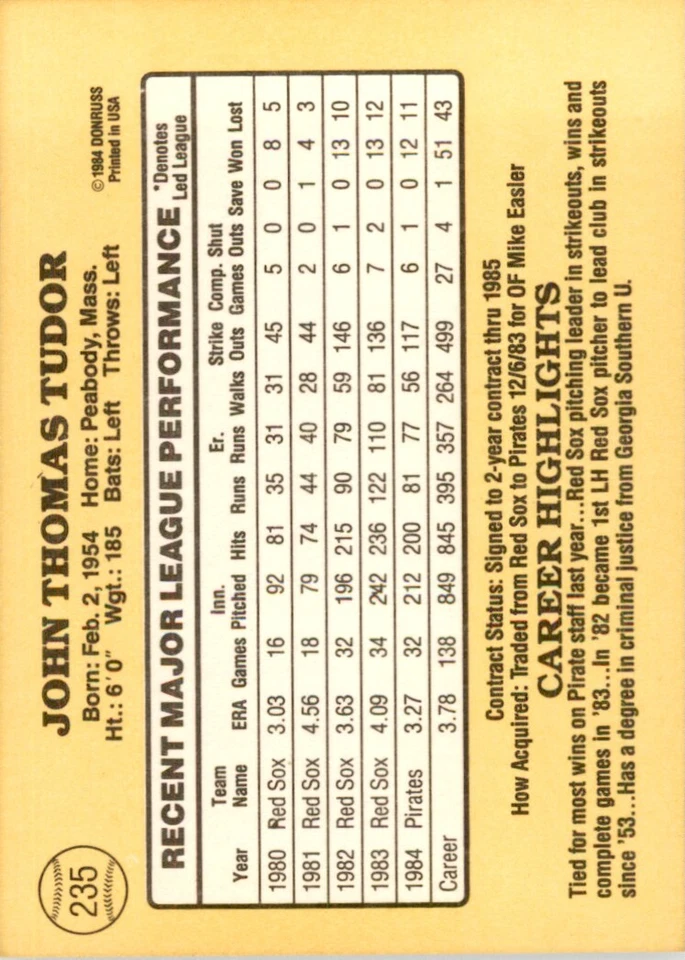 235
JOHN THOMAS TUDOR
Born: Feb. 2, 1954 Home: Peabody, Mass.
Ht.: 6'0" Wgt.: 185 Bats: Left Throws: Left
© 1984 DONRUSS
Printed in USA
RECENT MAJOR LEAGUE PERFORMANCE *Denotes Led League
Year Team Name ERA Games Inn. Pitched Hits Runs Er. Runs Walks Strike Outs Comp. Games Shut Outs Save Won Lost
1980 Red Sox 3.03 16 92 81 35 31 31 45 5 0 0 8 5
1981 Red Sox 4.56 18 79 74 44 40 28 44 2 0 1 4 3
1982 Red Sox 3.63 32 196 215 90 79 59 146 6 1 0 13 10
1983 Red Sox 4.09 34 242 236 122 110 81 136 7 2 0 13 12
1984 Pirates 3.27 32 212 200 81 77 56 117 6 1 0 12 11
Career 3.78 138 849 845 395 357 264 499 27 4 1 51 43
Contract Status: Signed to 2-year contract thru 1985
How Acquired: Traded from Red Sox to Pirates 12/6/83 for OF Mike Easler
CAREER HIGHLIGHTS
Tied for most wins on Pirate staff last year...Red Sox pitching leader in strikeouts, wins and
complete games in '83...In '82 became 1st LH Red Sox pitcher to lead club in strikeouts
since '53...Has a degree in criminal justice from Georgia Southern U.